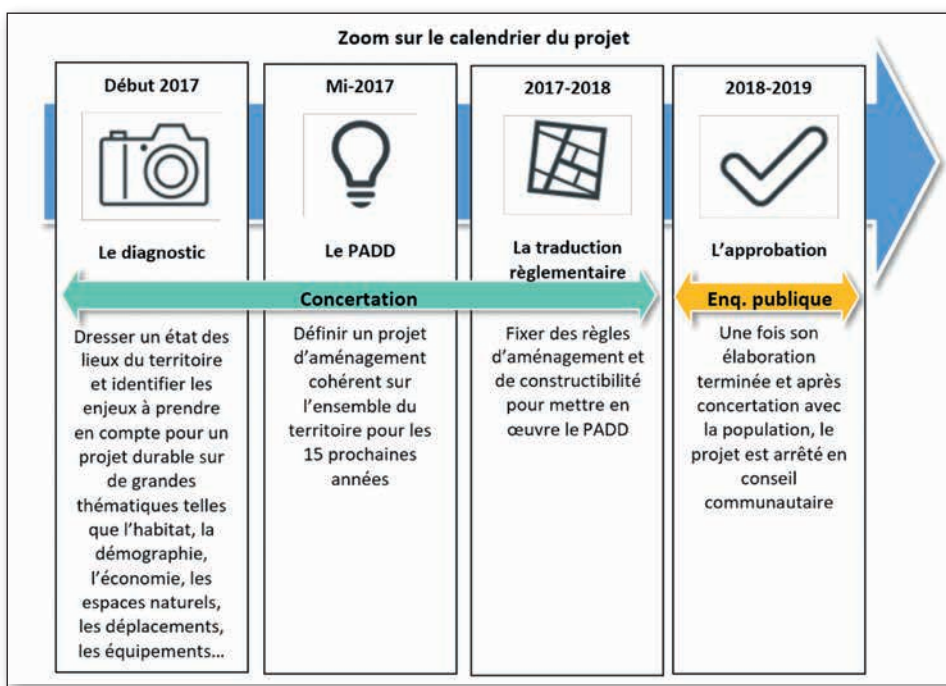 Zoom sur le calendrier du projet
Début 2017
Le diagnostic
Mi-2017
Le PADD
2017-2018
La traduction
règlementaire
2018-2019
L'approbation
Concertation
Enq. publique
Dresser un état des
lieux du territoire
et identifier les
enjeux à prendre
en compte pour un
projet durable sur
de grandes
thématiques telles
que l'habitat, la
démographie,
l'économie, les
espaces naturels,
les déplacements,
les équipements...
Définir un projet
d'aménagement
cohérent sur
l'ensemble du
territoire pour les
15 prochaines
années
Fixer des règles
d'aménagement et
de constructibilité
pour mettre en
œuvre le PADD
Une fois son
élaboration
terminée et après
concertation avec
la population, le
projet est arrêté en
conseil
communautaire